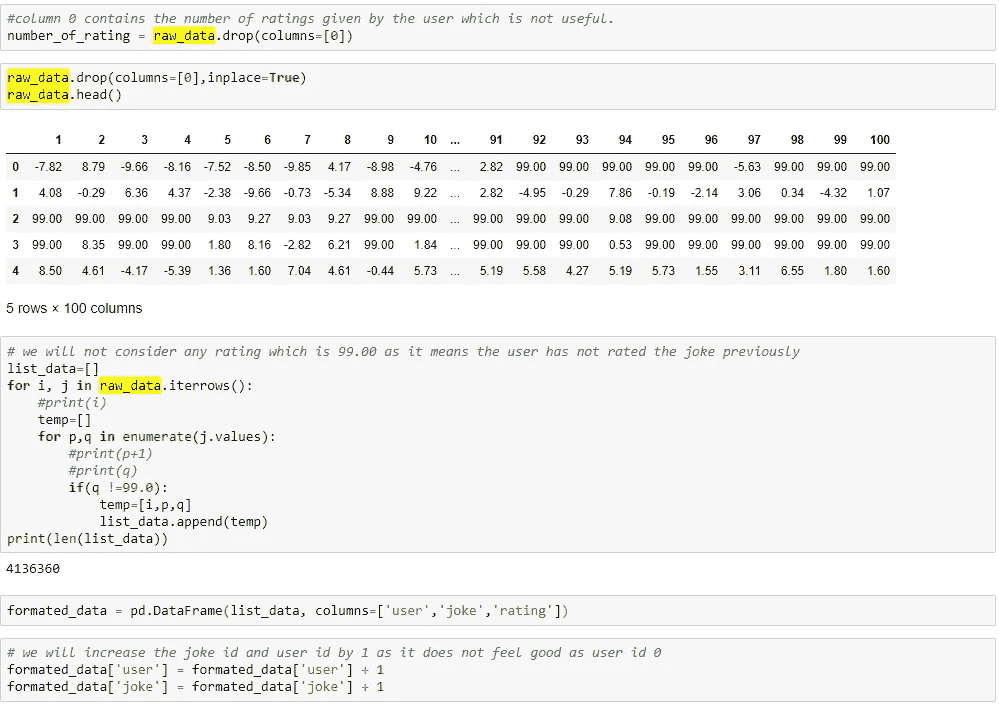 #column 0 contains the number of ratings given by the user which is not useful.
number_of_rating = raw_data.drop(columns=[0])
raw_data.drop(columns=[0],inplace=True)
raw_data.head()
1 2 3 4 5 6 7 8 9 10 ... 91 92 93 94 95 96 97 98 99 100
0 -7.82 8.79 -9.66 -8.16 -7.52 -8.50 -9.85 4.17 -8.98 -4.76 ... 2.82 99.00 99.00 99.00 99.00 99.00 -5.63 99.00 99.00 99.00
1 4.08 -0.29 6.36 4.37 -2.38 -9.66 -0.73 -5.34 8.88 9.22 ... 2.82 -4.95 -0.29 7.86 -0.19 -2.14 3.06 0.34 -4.32 1.07
2 99.00 99.00 99.00 99.00 9.03 9.27 9.03 9.27 99.00 99.00 ... 99.00 99.00 99.00 9.08 99.00 99.00 99.00 99.00 99.00 99.00
3 99.00 8.35 99.00 99.00 1.80 8.16 -2.82 6.21 99.00 1.84 ... 99.00 99.00 99.00 0.53 99.00 99.00 99.00 99.00 99.00 99.00
4 8.50 4.61 -4.17 -5.39 1.36 1.60 7.04 4.61 -0.44 5.73 ... 5.19 5.58 4.27 5.19 5.73 1.55 3.11 6.55 1.80 1.60
5 rows × 100 columns
# we will not consider any rating which is 99.00 as it means the user has not rated the joke previously
list_data=[]
for i, j in raw_data.iterrows():
    #print(i)
    temp=[]
    for p,q in enumerate(j.values):
        #print(p+1)
        #print(q)
        if(q !=99.0):
            temp=[i,p,q]
            list_data.append(temp)
print(len(list_data))
4136360
formated_data = pd.DataFrame(list_data, columns=['user','joke','rating'])
# we will increase the joke id and user id by 1 as it does not feel good as user id 0
formated_data['user'] = formated_data['user'] + 1
formated_data['joke'] = formated_data['joke'] + 1